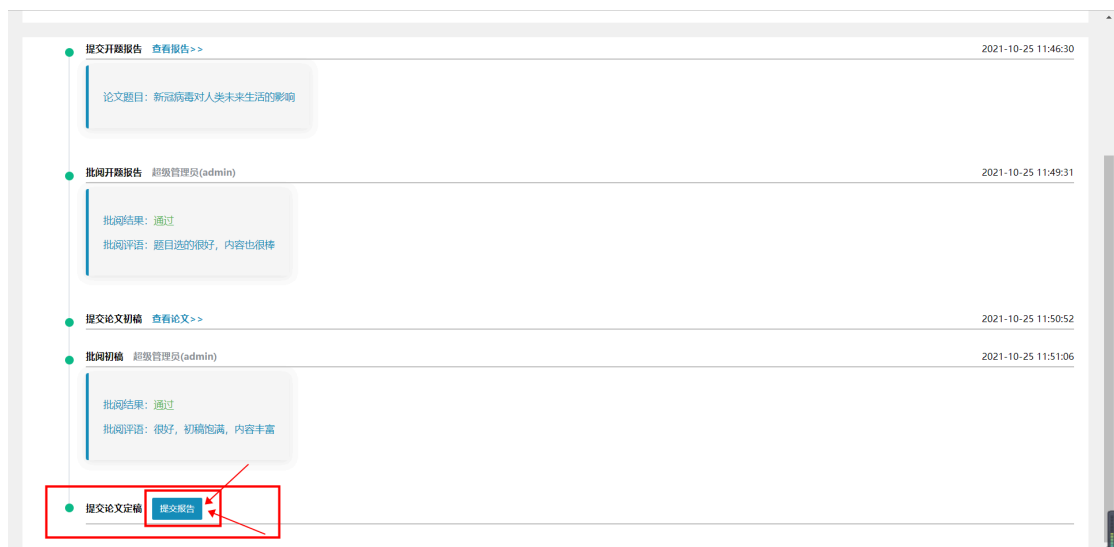 提交开题报告 查看报告>> 2021-10-25 11:46:30
论文题目：新冠病毒对人类未来生活的影响
批阅开题报告 超级管理员(admin) 2021-10-25 11:49:31
批阅结果：通过
批阅评语：题目选的很好，内容也很棒
提交论文初稿 查看论文>> 2021-10-25 11:50:52
批阅初稿 超级管理员(admin) 2021-10-25 11:51:06
批阅结果：通过
批阅评语：很好，初稿饱满，内容丰富
提交论文定稿 提交报告